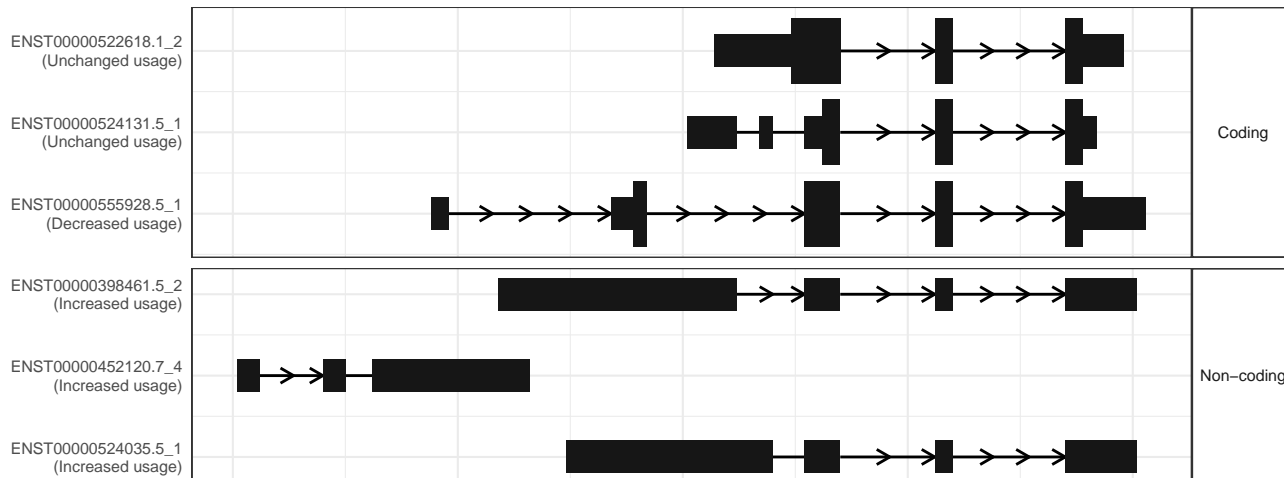 ENST00000522618.1_2
(Unchanged usage)
ENST00000524131.5_1
(Unchanged usage)
Coding
ENST00000555928.5_1
(Decreased usage)
ENST00000398461.5_2
(Increased usage)
ENST00000452120.7_4
(Increased usage)
Non−coding
ENST00000524035.5_1
(Increased usage)